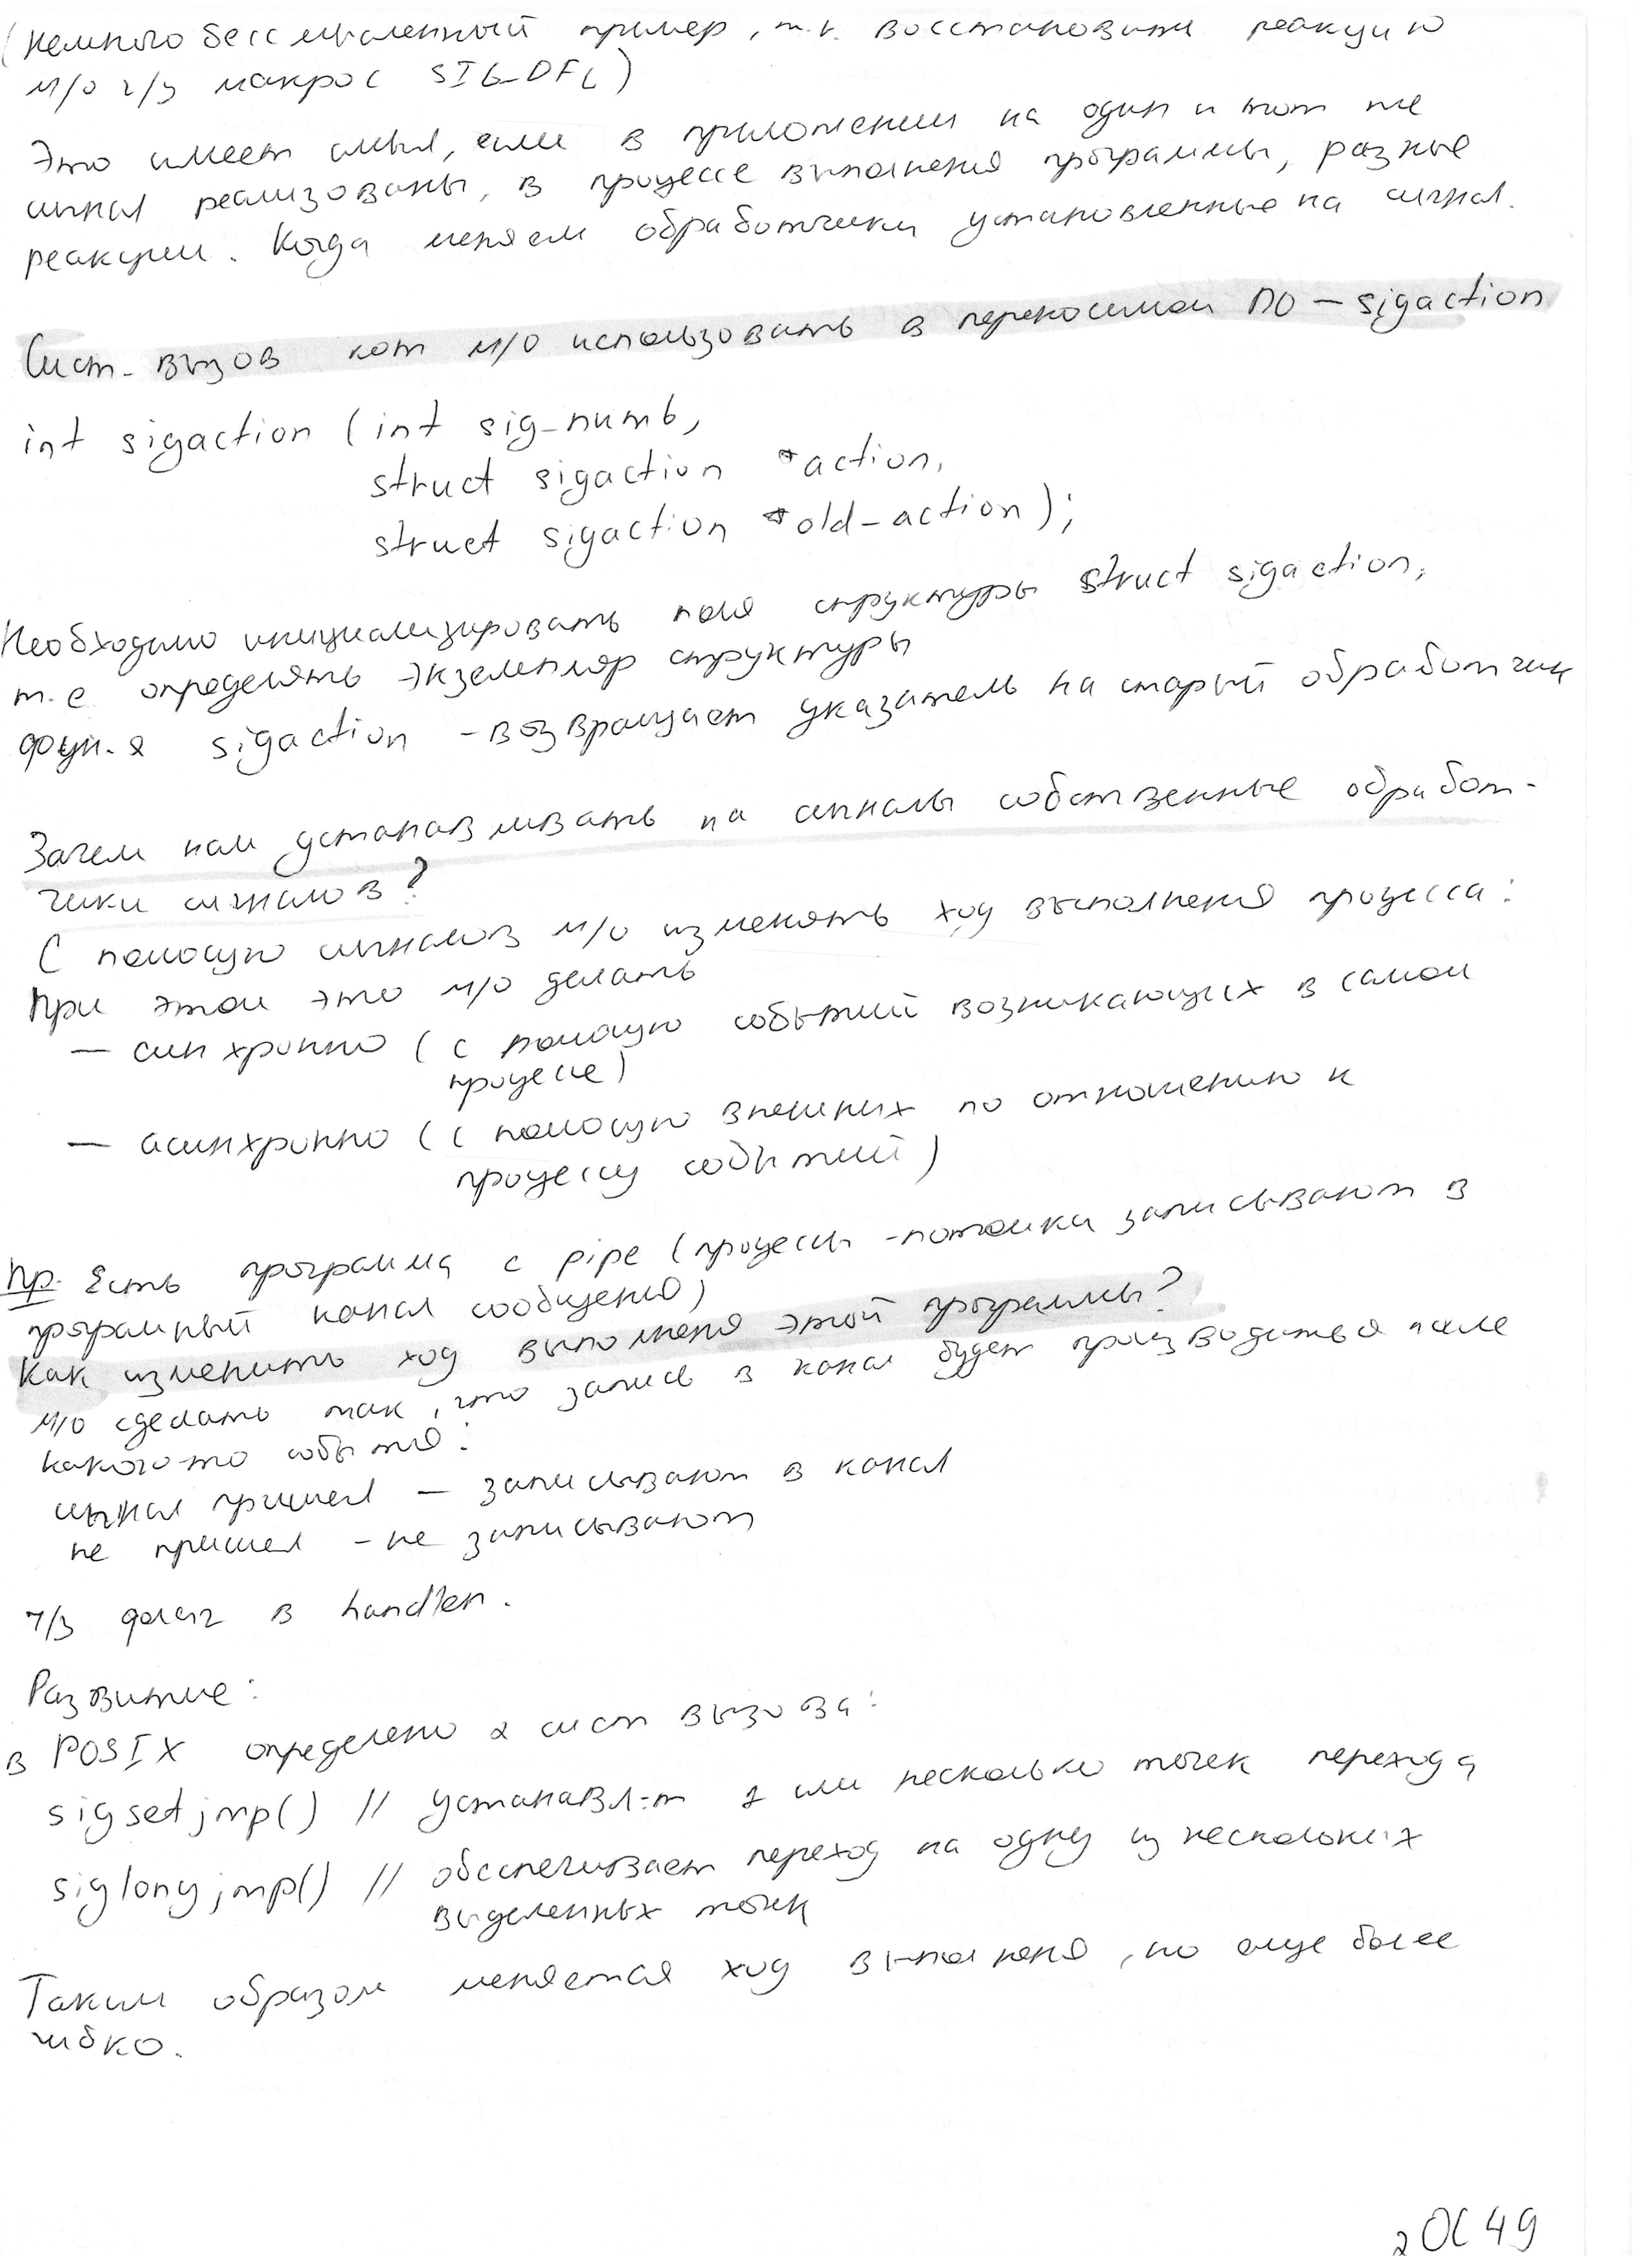 (немного бессмысленный пример, т.к. восстановить реакцию
м/о ч/з макрос SIG_DFL)
Это имеет смысл, если в приложении на один и тот же
сигнал реализованы, в процессе выполнения программы, разные
реакции. Когда меняем обработчики установленные на сигнал.
Сист. вызов кот м/о использовать в переносимом ПО — sigaction
int sigaction (int sig_numb,
struct sigaction *action,
struct sigaction *old_action);
Необходимо инициализировать поля структуры struct sigaction,
т.е определять экземпляр структуры
функ-я sigaction - возвращает указатель на старый обработчик
Зачем нам устанавливать на сигналы собственные обработ-
чики сигналов?
С помощью сигналов м/о изменять ход выполнения процесса:
При этом это м/о делать
— синхронно (с помощью событий возникающих в самом
процессе)
— асинхронно (с помощью внешних по отношению к
процессу событий)
Пр. Есть программа с pipe (процессы-потомки записывают в
программный канал сообщения)
Как изменить ход выполнения этой программы?
м/о сделать так, что запись в канал будет производиться после
какого-то события:
сигнал пришел — записывают в канал
не пришел - не записывают
ч/з флаг в handler.
Развитие:
в POSIX определено 2 сист вызова:
sigsetjmp() // устанавл-т 1 или несколько точек перехода
siglongjmp() // обеспечивает переход на одну из нескольких
выделенных точек
Таким образом меняется ход выполнения, но еще более
гибко.
2 ОС 49